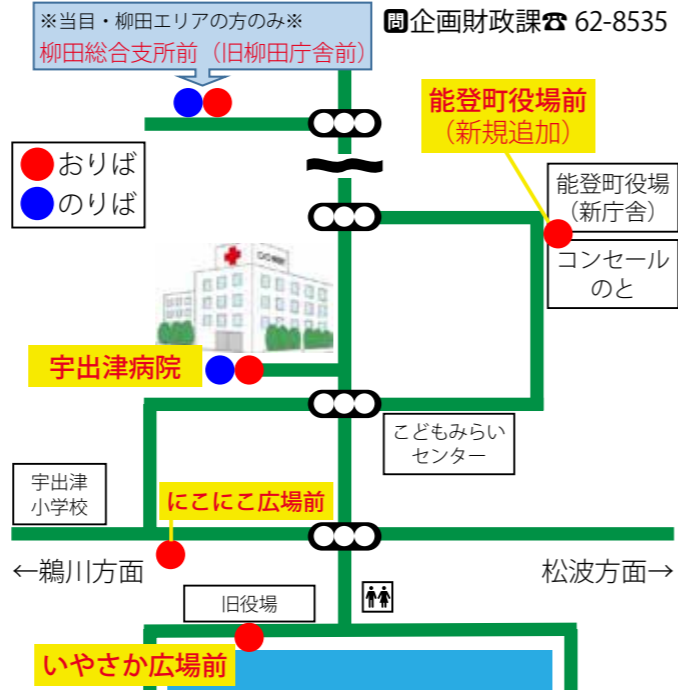 ※当目・柳田エリアの方のみ※
柳田総合支所前（旧柳田庁舎前）
問企画財政課☎ 62-8535
能登町役場前
（新規追加）
おりば
のりば
能登町役場
（新庁舎）
コンセール
のと
宇出津病院
こどもみらい
センター
宇出津
小学校
にこにこ広場前
←鵜川方面
松波方面→
旧役場
いやさか広場前